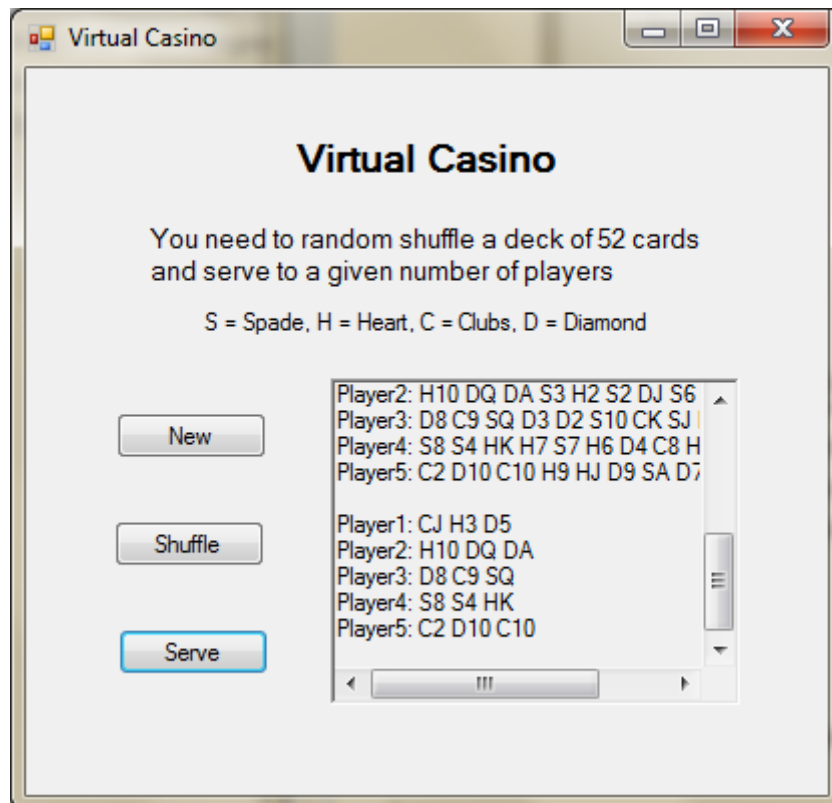 Virtual Casino
Virtual Casino
You need to random shuffle a deck of 52 cards
and serve to a given number of players
S = Spade, H = Heart, C = Clubs, D = Diamond
New
Shuffle
Serve
Player2: H10 DQ DA S3 H2 S2 DJ S6
Player3: D8 C9 SQ D3 D2 S10 CK SJ
Player4: S8 S4 HK H7 S7 H6 D4 C8 H
Player5: C2 D10 C10 H9 HJ D9 SA D7
Player1: CJ H3 D5
Player2: H10 DQ DA
Player3: D8 C9 SQ
Player4: S8 S4 HK
Player5: C2 D10 C10